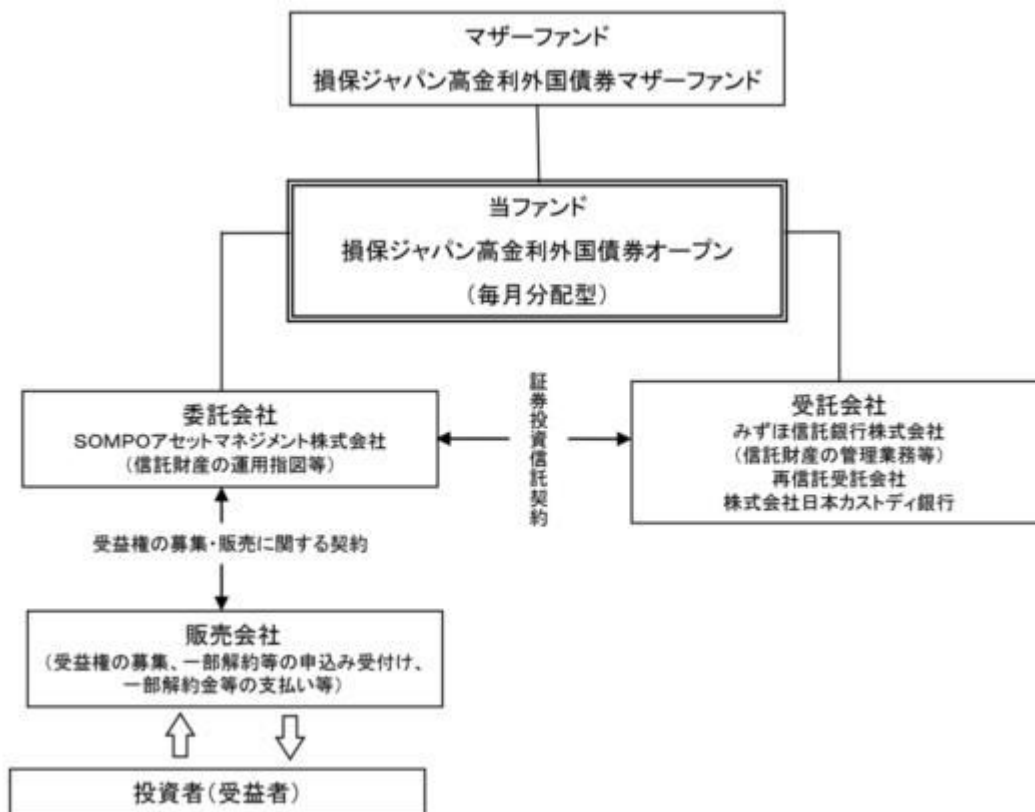 マザーファンド
損保ジャパン高金利外国債券マザーファンド
当ファンド
損保ジャパン高金利外国債券オープン
（毎月分配型）
委託会社
SOMPOアセットマネジメント株式会社
（信託財産の運用指図等）
証券投資信託契約
受託会社
みずほ信託銀行株式会社
（信託財産の管理業務等）
再信託受託会社
株式会社日本カストディ銀行
受益権の募集・販売に関する契約
販売会社
（受益権の募集、一部解約等の申込み受付け、
一部解約金等の支払い等）
投資者（受益者）